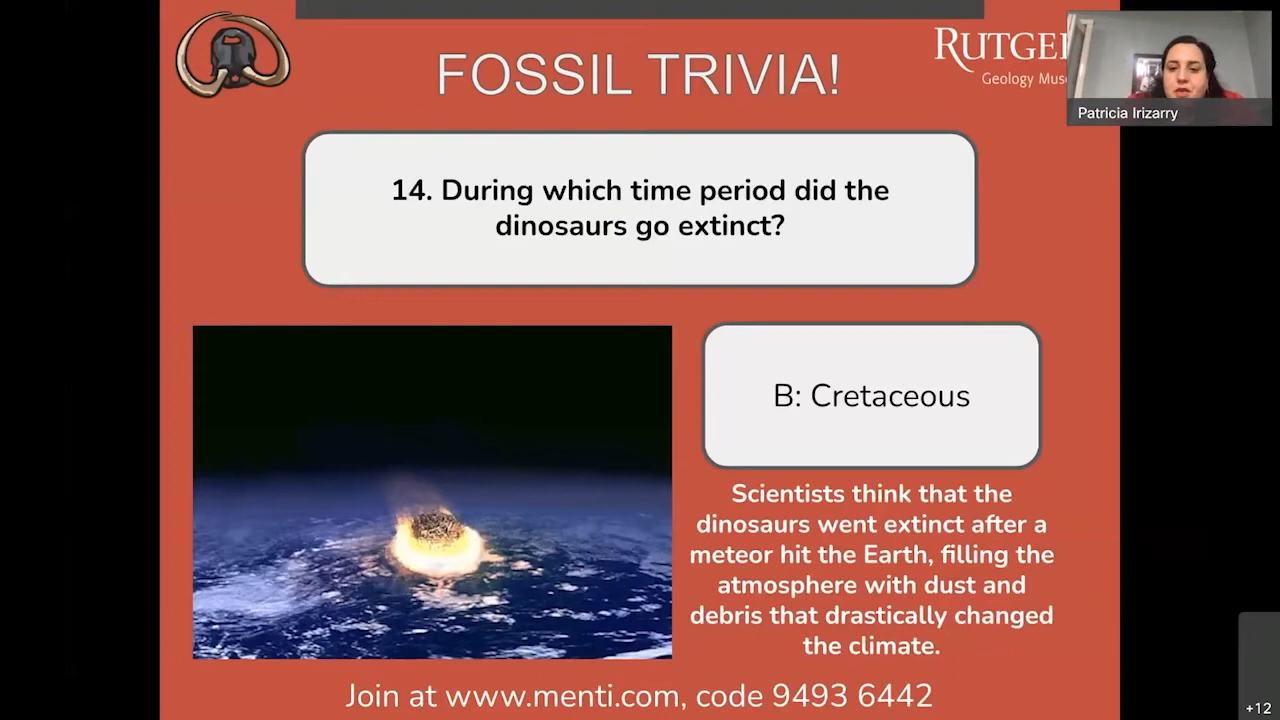 FOSSIL TRIVIA!
RUTGE
Geology Mus
Patricia Irizarry
14. During which time period did the
dinosaurs go extinct?
B: Cretaceous
Scientists think that the
dinosaurs went extinct after a
meteor hit the Earth, filling the
atmosphere with dust and
debris that drastically changed
the climate.
Join at www.menti.com, code 9493 6442
+12